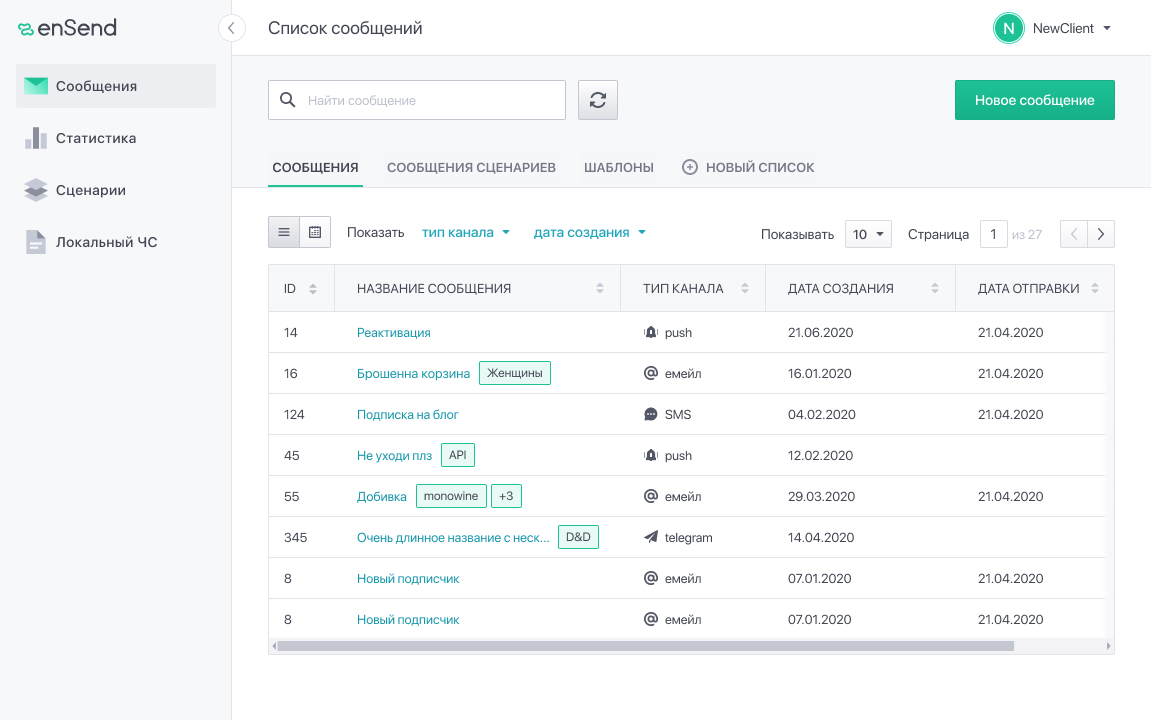 enSend
Список сообщений
N NewClient
Сообщения
Статистика
Сценарии
Локальный ЧС
Найти сообщение
Новое сообщение
СООБЩЕНИЯ СООБЩЕНИЯ СЦЕНАРИЕВ ШАБЛОНЫ НОВЫЙ СПИСОК
Показать тип канала дата создания Показывать 10 Страница 1 из 27
ID НАЗВАНИЕ СООБЩЕНИЯ ТИП КАНАЛА ДАТА СОЗДАНИЯ ДАТА ОТПРАВКИ
14 Реактивация push 21.06.2020 21.04.2020
16 Брошенна корзина Женщины емейл 16.01.2020 21.04.2020
124 Подписка на блог SMS 04.02.2020 21.04.2020
45 Не уходи плз API push 12.02.2020
55 Добивка monowine +3 емейл 29.03.2020 21.04.2020
345 Очень длинное название с неск... D&D telegram 14.04.2020
8 Новый подписчик емейл 07.01.2020 21.04.2020
8 Новый подписчик емейл 07.01.2020 21.04.2020